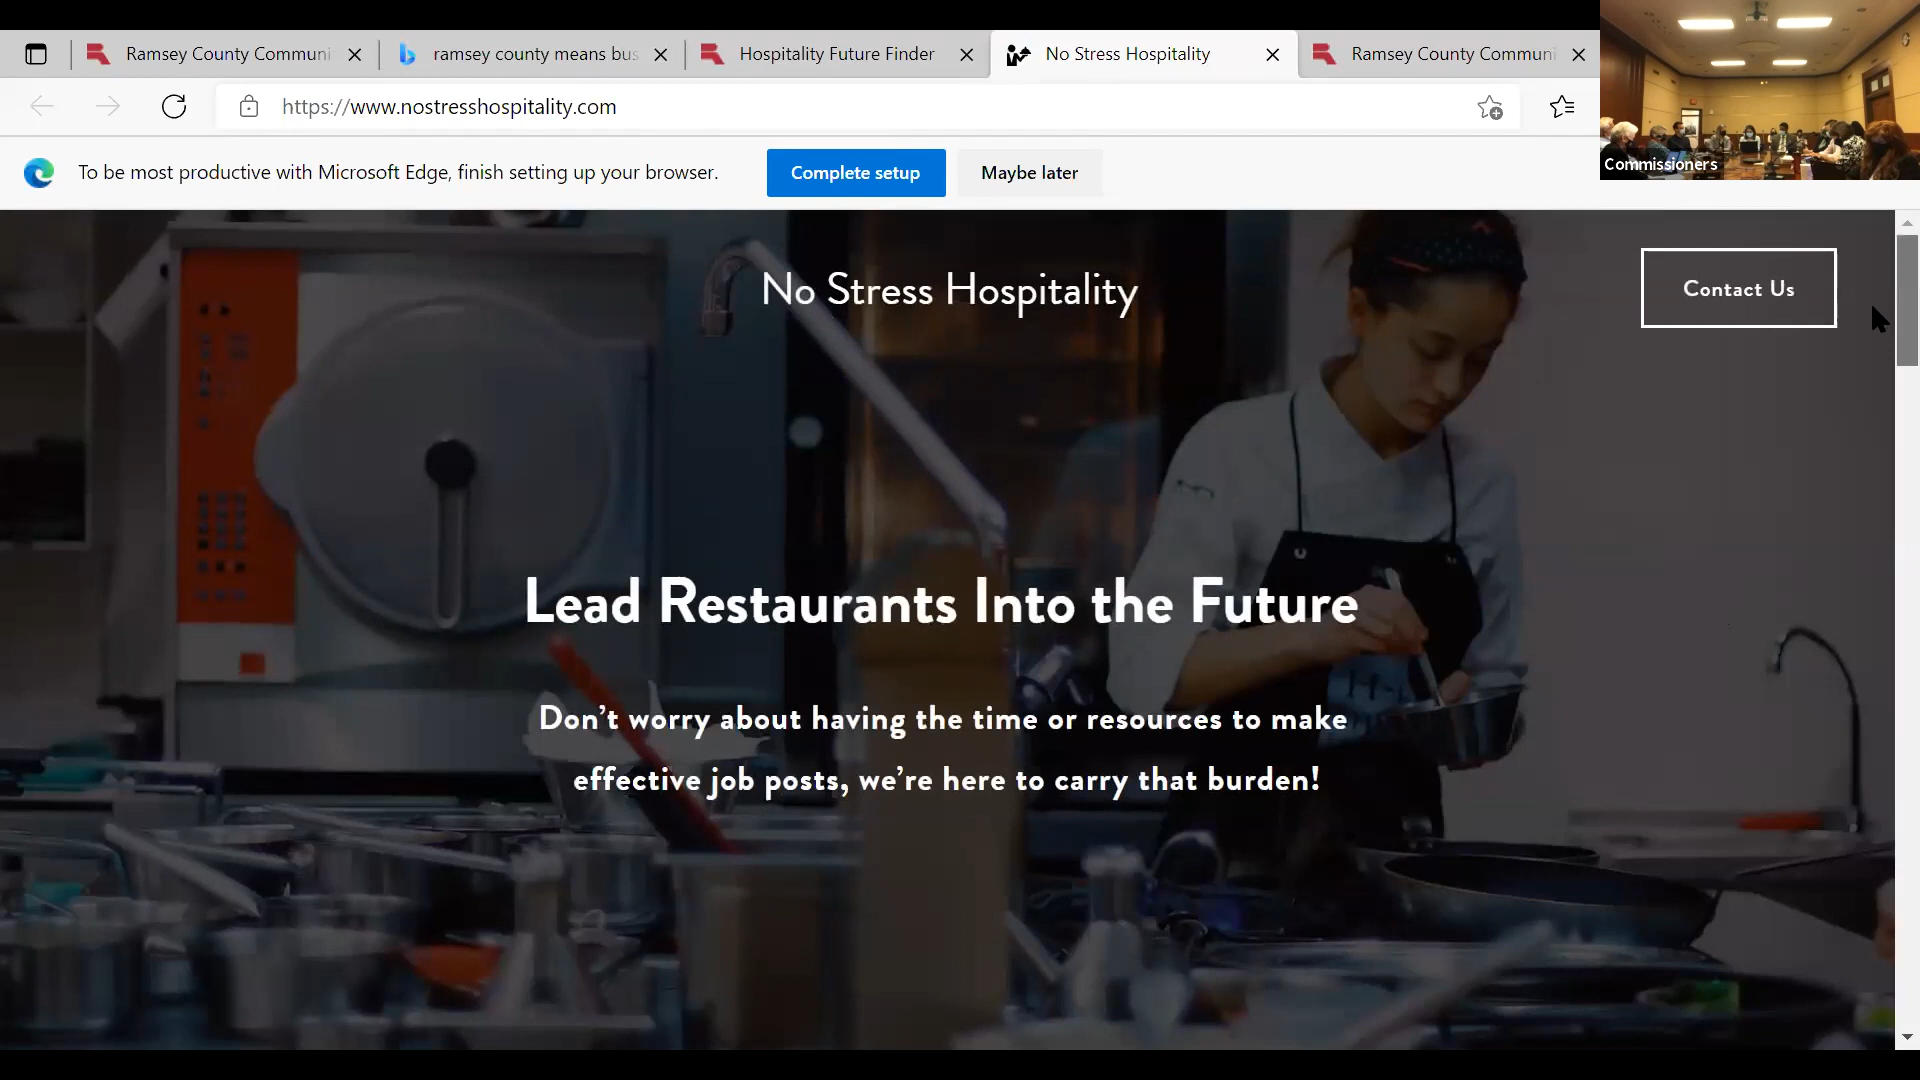 Ramsey County Communi
ramsey county means bus
Hospitality Future Finder
No Stress Hospitality
Ramsey County Communi
https://www.nostresshospitality.com
To be most productive with Microsoft Edge, finish setting up your browser.
Complete setup
Maybe later
Commissioners
No Stress Hospitality
Contact Us
Lead Restaurants Into the Future
Don't worry about having the time or resources to make
effective job posts, we're here to carry that burden!